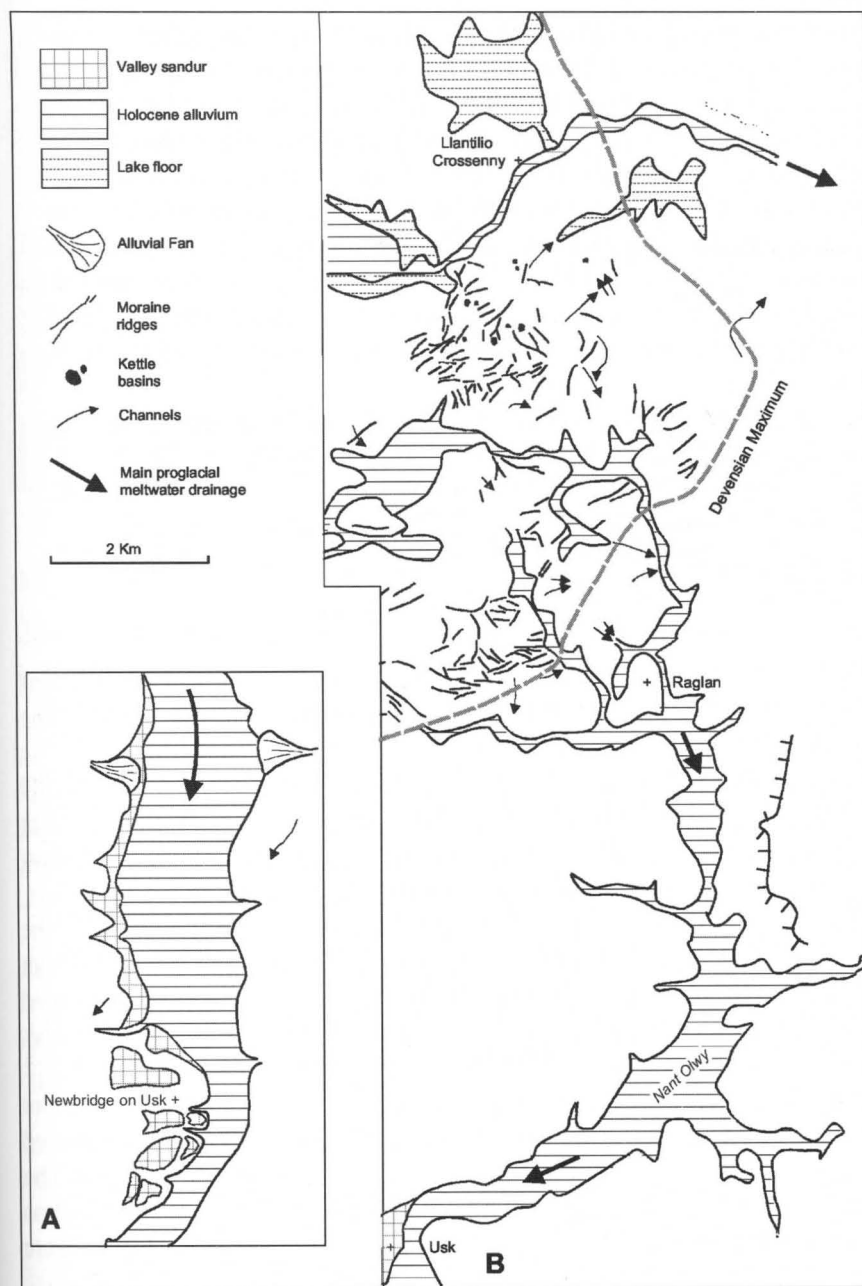 Valley sandur
Holocene alluvium
Lake floor
Alluvial Fan
Moraine
ridges
Kettle
basins
Channels
Main proglacial
meltwater drainage
2 Km
Llantilio
Crossenny +
Devensian Maximum
+ Raglan
Nant Olwy
Newbridge on Usk +
A
+ Usk
B